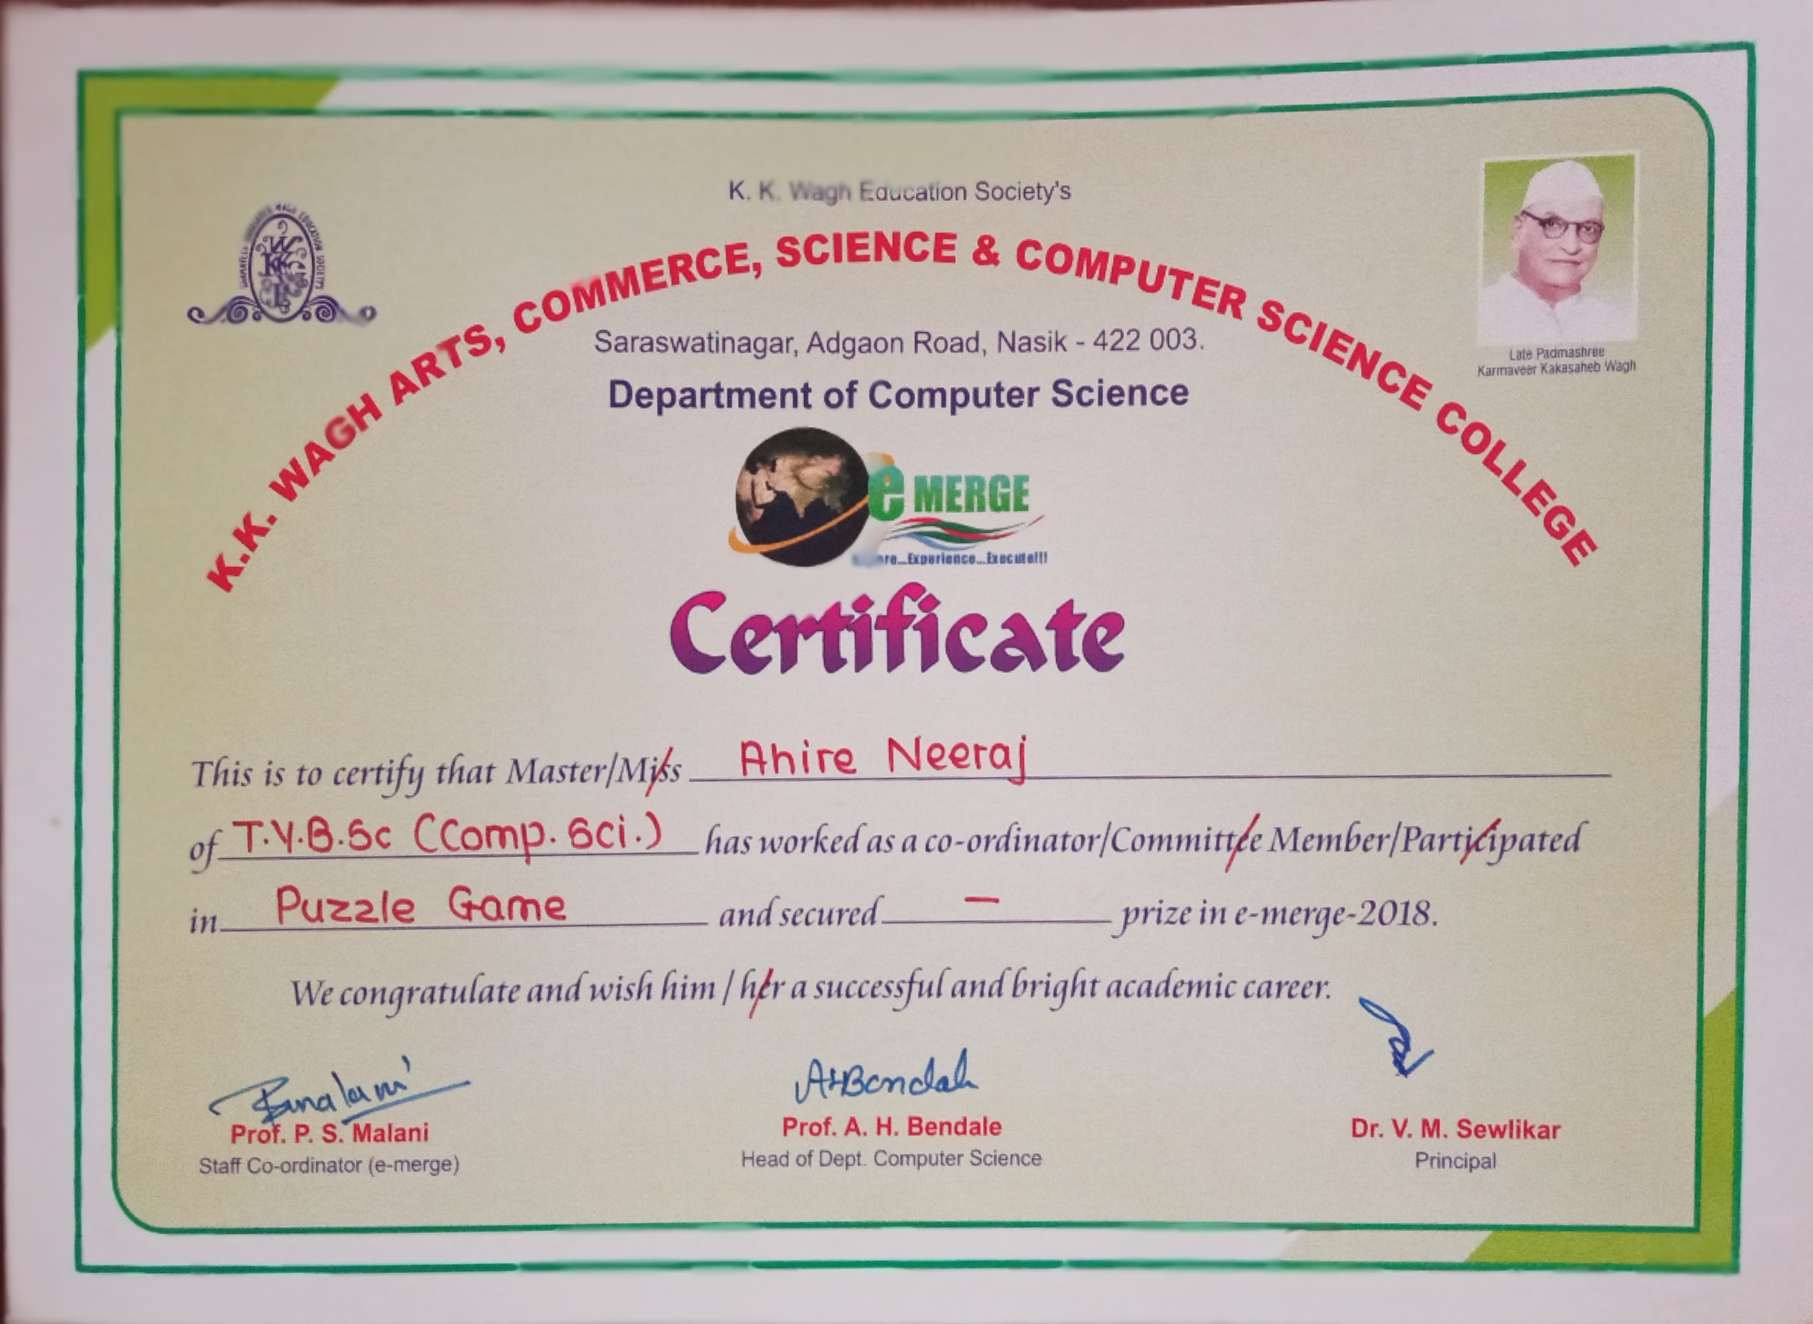 K. K. Wagh Education Society's
K.K. WAGH ARTS, COMMERCE, SCIENCE & COMPUTER SCIENCE COLLEGE
Saraswatinagar, Adgaon Road, Nasik - 422 003.
Late Padmashree
Karmaveer Kakasaheb Wagh
Department of Computer Science
e MERGE
...Experience...Execute!!!
Certificate
This is to certify that Master/Miss Ahire Neeraj
of T.Y.B.Sc (Comp. Sci.) has worked as a co-ordinator/Committee Member/Participated
in Puzzle Game and secured — prize in e-merge-2018.
We congratulate and wish him / her a successful and bright academic career.
Prof. P. S. Malani
Staff Co-ordinator (e-merge)
AHBendale
Prof. A. H. Bendale
Head of Dept. Computer Science
Dr. V. M. Sewlikar
Principal